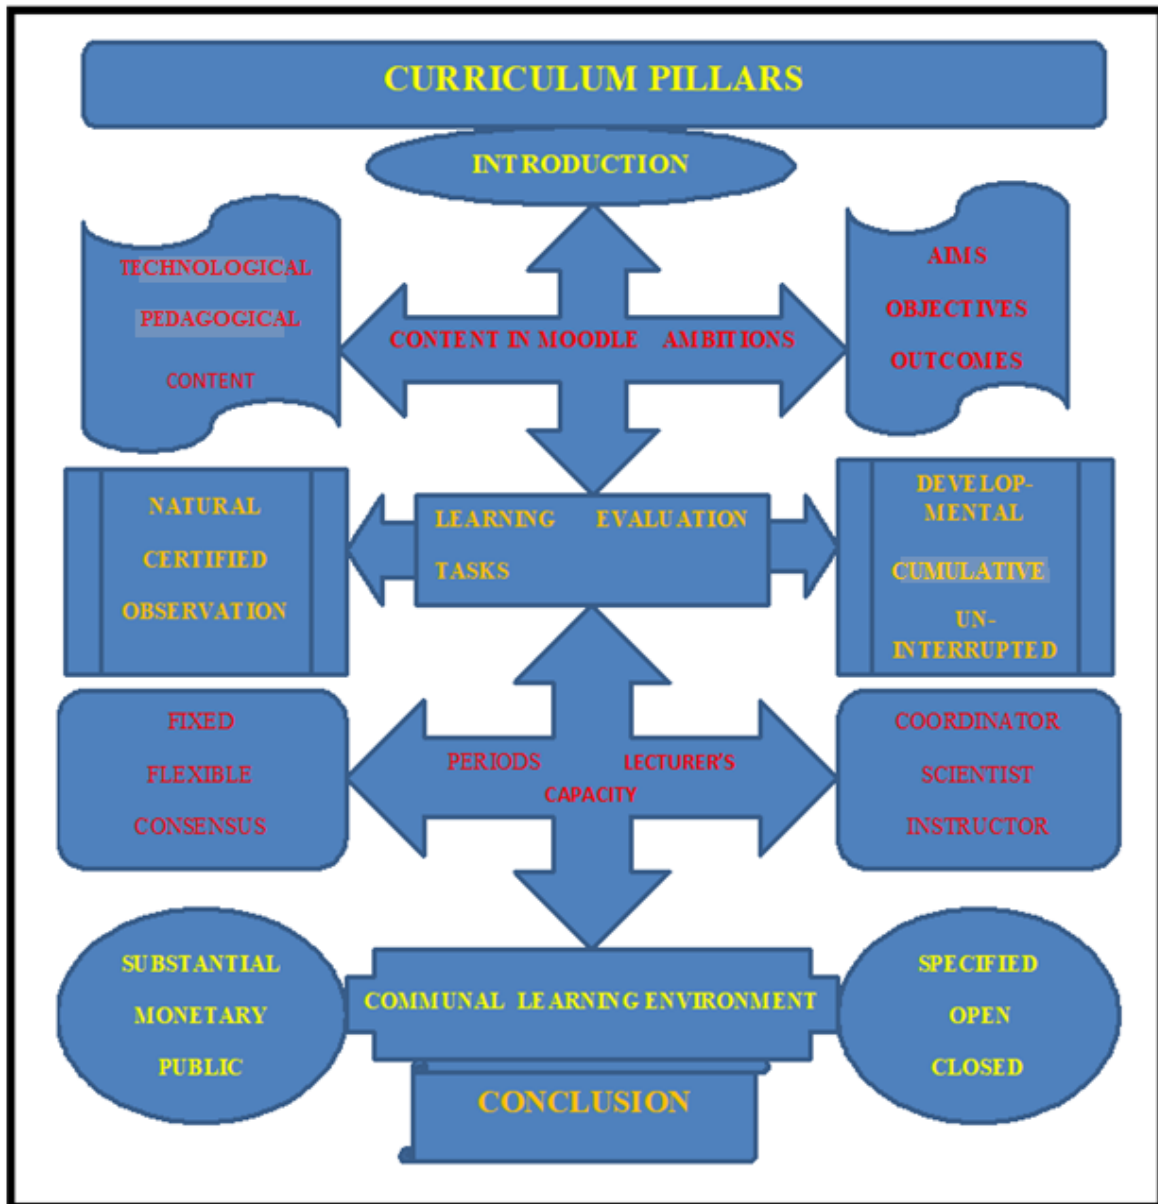 CURRICULUM PILLARS
INTRODUCTION
TECHNOLOGICAL
PEDAGOGICAL
CONTENT
CONTENT IN MOODLE AMBITIONS
AIMS
OBJECTIVES
OUTCOMES
NATURAL
CERTIFIED
OBSERVATION
LEARNING EVALUATION
TASKS
DEVELOP-
MENTAL
CUMULATIVE
UN-
INTERRUPTED
FIXED
FLEXIBLE
CONSENSUS
PERIODS LECTURER'S
CAPACITY
COORDINATOR
SCIENTIST
INSTRUCTOR
SUBSTANTIAL
MONETARY
PUBLIC
COMMUNAL LEARNING ENVIRONMENT
SPECIFIED
OPEN
CLOSED
CONCLUSION